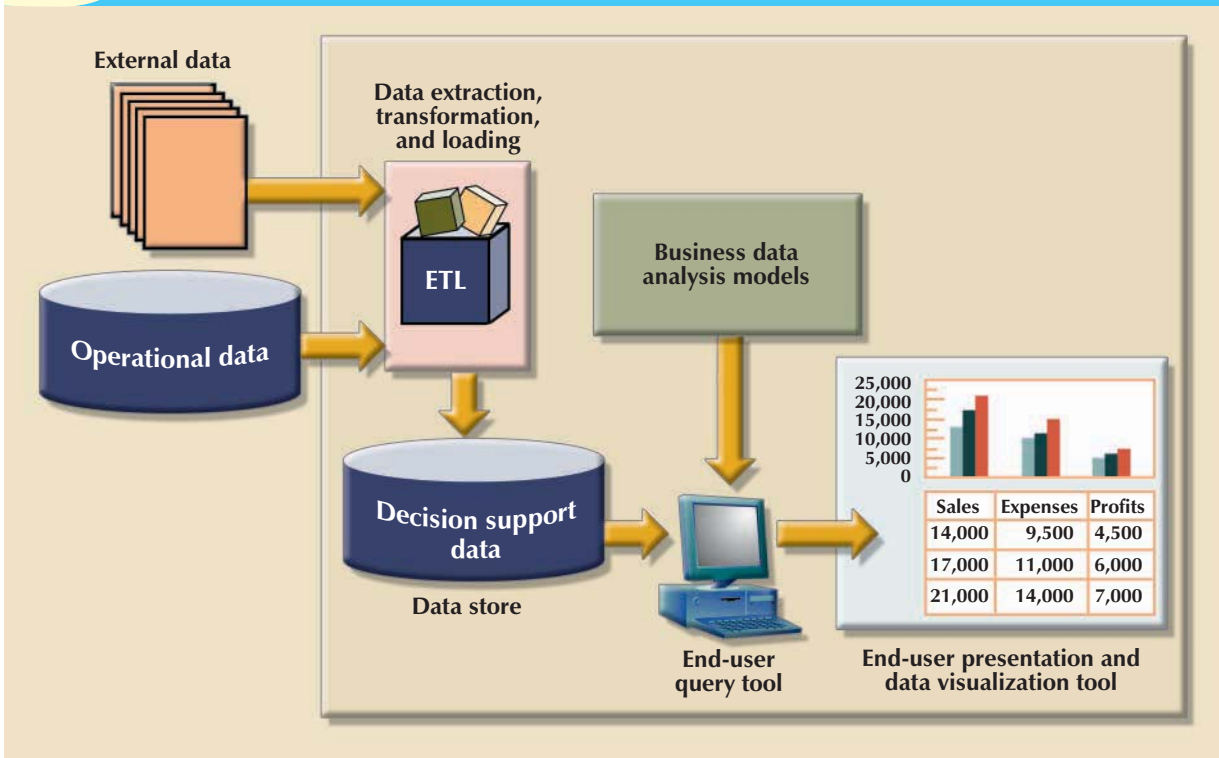 External data
Data extraction,
transformation,
and loading
ETL
Operational data
Business data
analysis models
Decision support
data
Data store
End-user
query tool
25,000
20,000
15,000
10,000
5,000
0
Sales Expenses Profits
14,000 9,500 4,500
17,000 11,000 6,000
21,000 14,000 7,000
End-user presentation and
data visualization tool